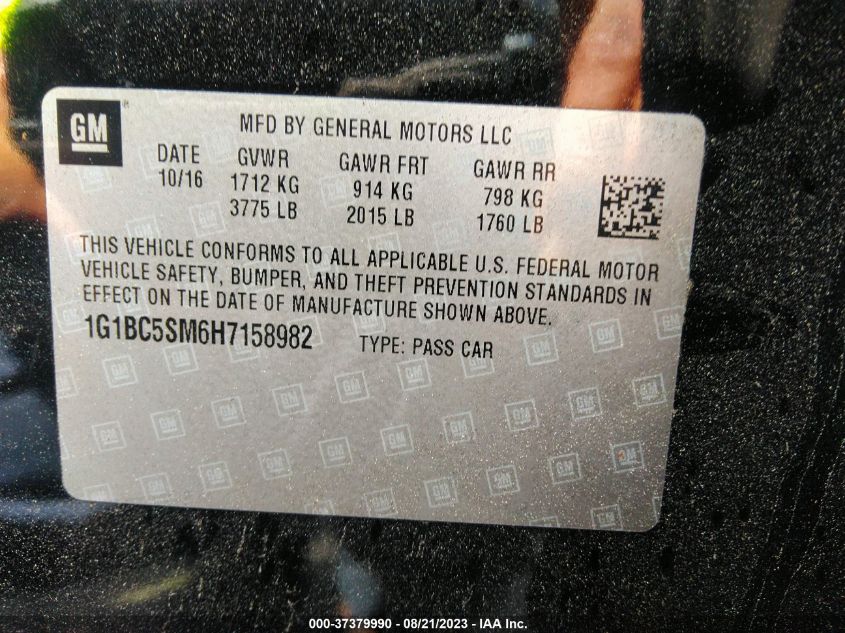 GM
MFD BY GENERAL MOTORS LLC
DATE GVWR GAWR FRT GAWR RR
10/16 1712 KG 914 KG 798 KG
3775 LB 2015 LB 1760 LB
THIS VEHICLE CONFORMS TO ALL APPLICABLE U.S. FEDERAL MOTOR
VEHICLE SAFETY, BUMPER, AND THEFT PREVENTION STANDARDS IN
EFFECT ON THE DATE OF MANUFACTURE SHOWN ABOVE.
1G1BC5SM6H7158982 TYPE: PASS CAR
000-37379990 - 08/21/2023 - IAA Inc.